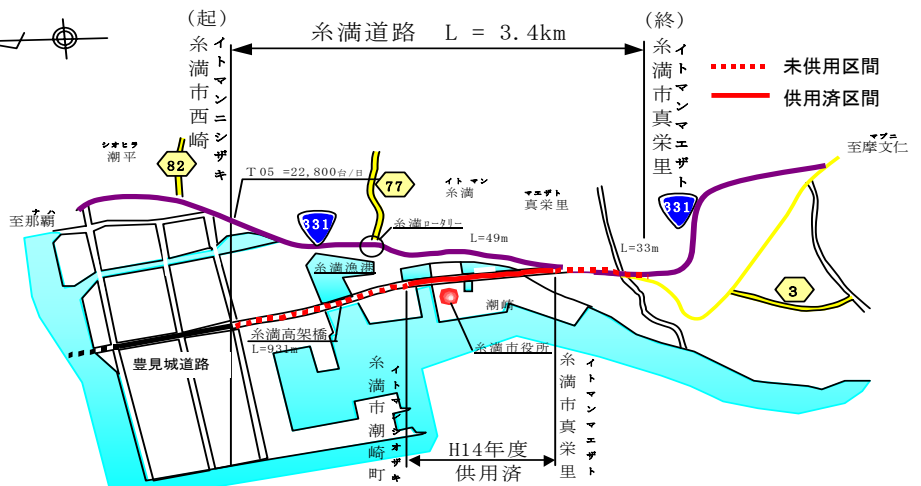 (起)
糸満市西崎
イトマンニシザキ
糸満道路 L = 3.4km
(終)
糸満市真栄里
イトマンマエザト
未供用区間
供用済区間
シオヒラ
潮平
82
T05 =22,800台/日
77
イトマン
糸満
マエザト
真栄里
マブニ
至摩文仁
ナハ
至那覇
331
糸満ロータリー
L=49m
L=33m
331
糸満漁港
3
潮崎
糸満高架橋
L=931m
糸満市役所
豊見城道路
糸満市潮崎町
イトマンシオザキ
H14年度
供用済
糸満市真栄里
イトマンマエザト